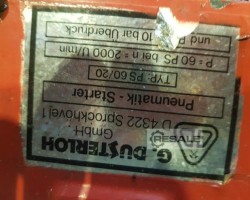 G. DÜSTERLOH
GmbH
D 4322 Sprockhövel 1
Pneumatik - Starter
TYP: PS 60/20
P = 60 PS bei n = 2000 U/min
und P 10 bar Überdruck